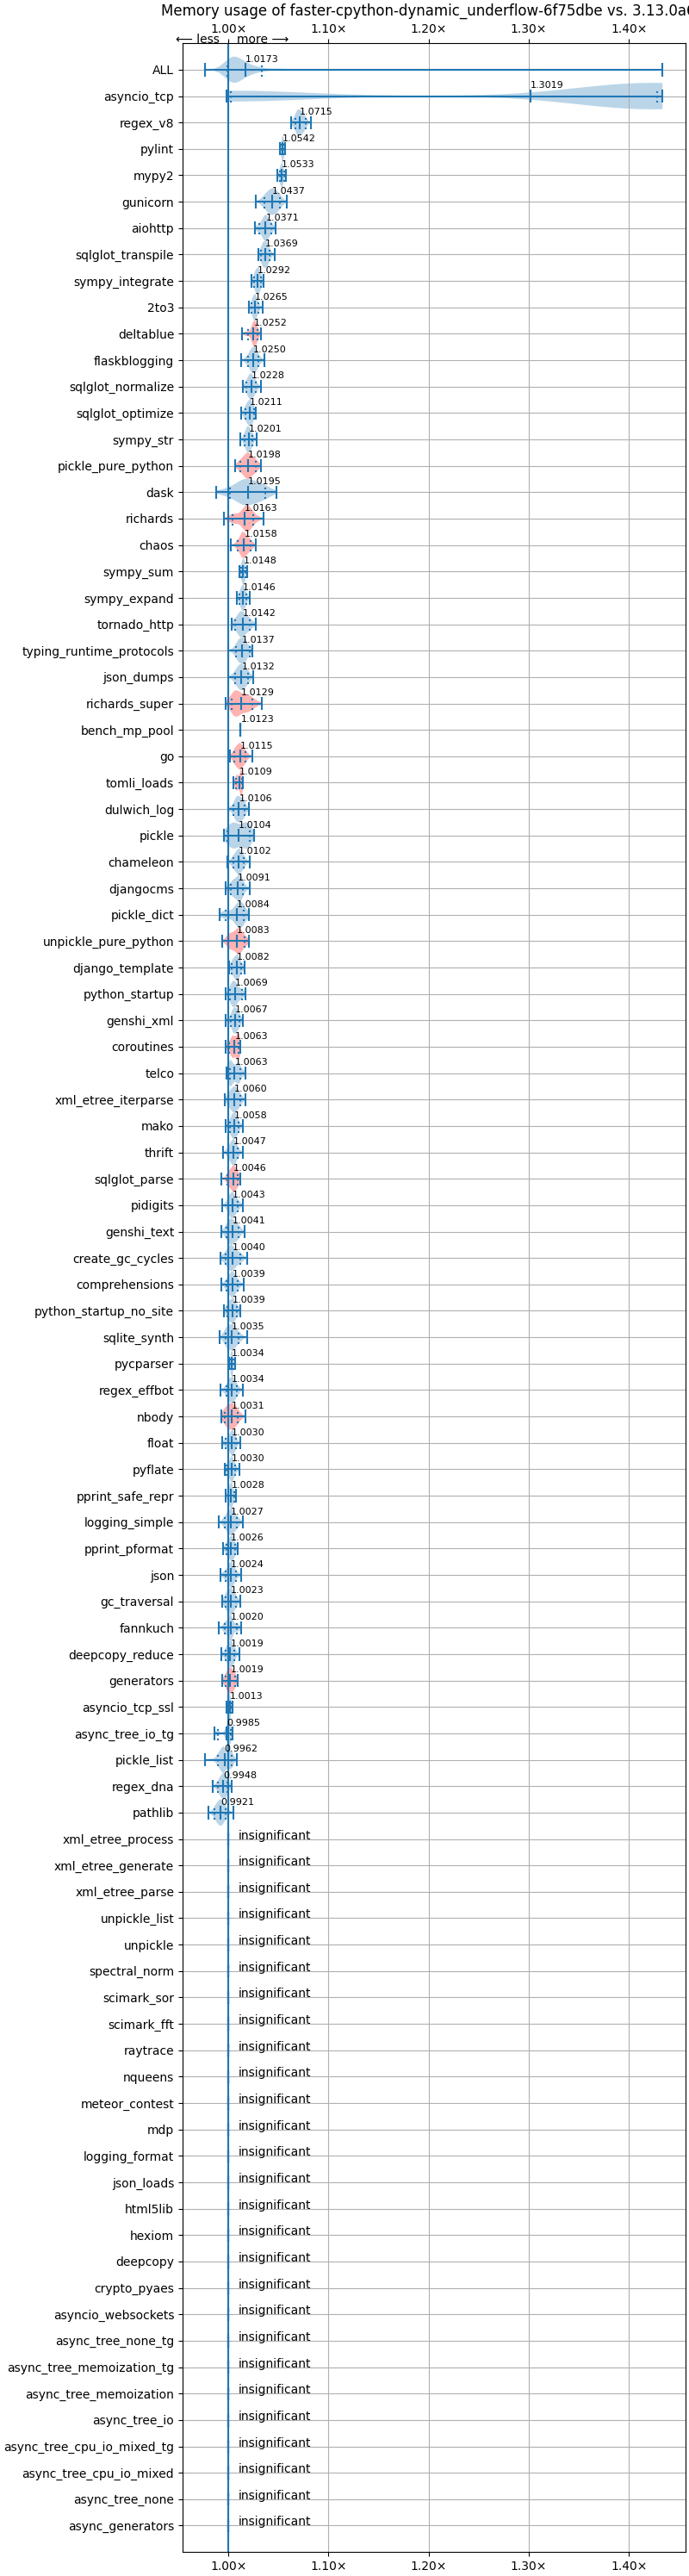 Memory usage of faster-cpython-dynamic_underflow-6f75dbe vs. 3.13.0a
1.00× 1.10× 1.20× 1.30× 1.40×
⟵ less more ⟶
ALL 1.0173
asyncio_tcp 1.3019
regex_v8 1.0715
pylint 1.0542
mypy2 1.0533
gunicorn 1.0437
aiohttp 1.0371
sqlglot_transpile 1.0369
sympy_integrate 1.0292
2to3 1.0265
deltablue 1.0252
flaskblogging 1.0250
sqlglot_normalize 1.0228
sqlglot_optimize 1.0211
sympy_str 1.0201
pickle_pure_python 1.0198
dask 1.0195
richards 1.0163
chaos 1.0158
sympy_sum 1.0148
sympy_expand 1.0146
tornado_http 1.0142
typing_runtime_protocols 1.0137
json_dumps 1.0132
richards_super 1.0129
bench_mp_pool 1.0123
go 1.0115
tomli_loads 1.0109
dulwich_log 1.0106
pickle 1.0104
chameleon 1.0102
djangocms 1.0091
pickle_dict 1.0084
unpickle_pure_python 1.0083
django_template 1.0082
python_startup 1.0069
genshi_xml 1.0067
coroutines 1.0063
telco 1.0063
xml_etree_iterparse 1.0060
mako 1.0058
thrift 1.0047
sqlglot_parse 1.0046
pidigits 1.0043
genshi_text 1.0041
create_gc_cycles 1.0040
comprehensions 1.0039
python_startup_no_site 1.0039
sqlite_synth 1.0035
pycparser 1.0034
regex_effbot 1.0034
nbody 1.0031
float 1.0030
pyflate 1.0030
pprint_safe_repr 1.0028
logging_simple 1.0027
pprint_pformat 1.0026
json 1.0024
gc_traversal 1.0023
fannkuch 1.0020
deepcopy_reduce 1.0019
generators 1.0019
asyncio_tcp_ssl 1.0013
async_tree_io_tg 0.9985
pickle_list 0.9962
regex_dna 0.9948
pathlib 0.9921
xml_etree_process insignificant
xml_etree_generate insignificant
xml_etree_parse insignificant
unpickle_list insignificant
unpickle insignificant
spectral_norm insignificant
scimark_sor insignificant
scimark_fft insignificant
raytrace insignificant
nqueens insignificant
meteor_contest insignificant
mdp insignificant
logging_format insignificant
json_loads insignificant
html5lib insignificant
hexiom insignificant
deepcopy insignificant
crypto_pyaes insignificant
asyncio_websockets insignificant
async_tree_none_tg insignificant
async_tree_memoization_tg insignificant
async_tree_memoization insignificant
async_tree_io insignificant
async_tree_cpu_io_mixed_tg insignificant
async_tree_cpu_io_mixed insignificant
async_tree_none insignificant
async_generators insignificant
1.00× 1.10× 1.20× 1.30× 1.40×